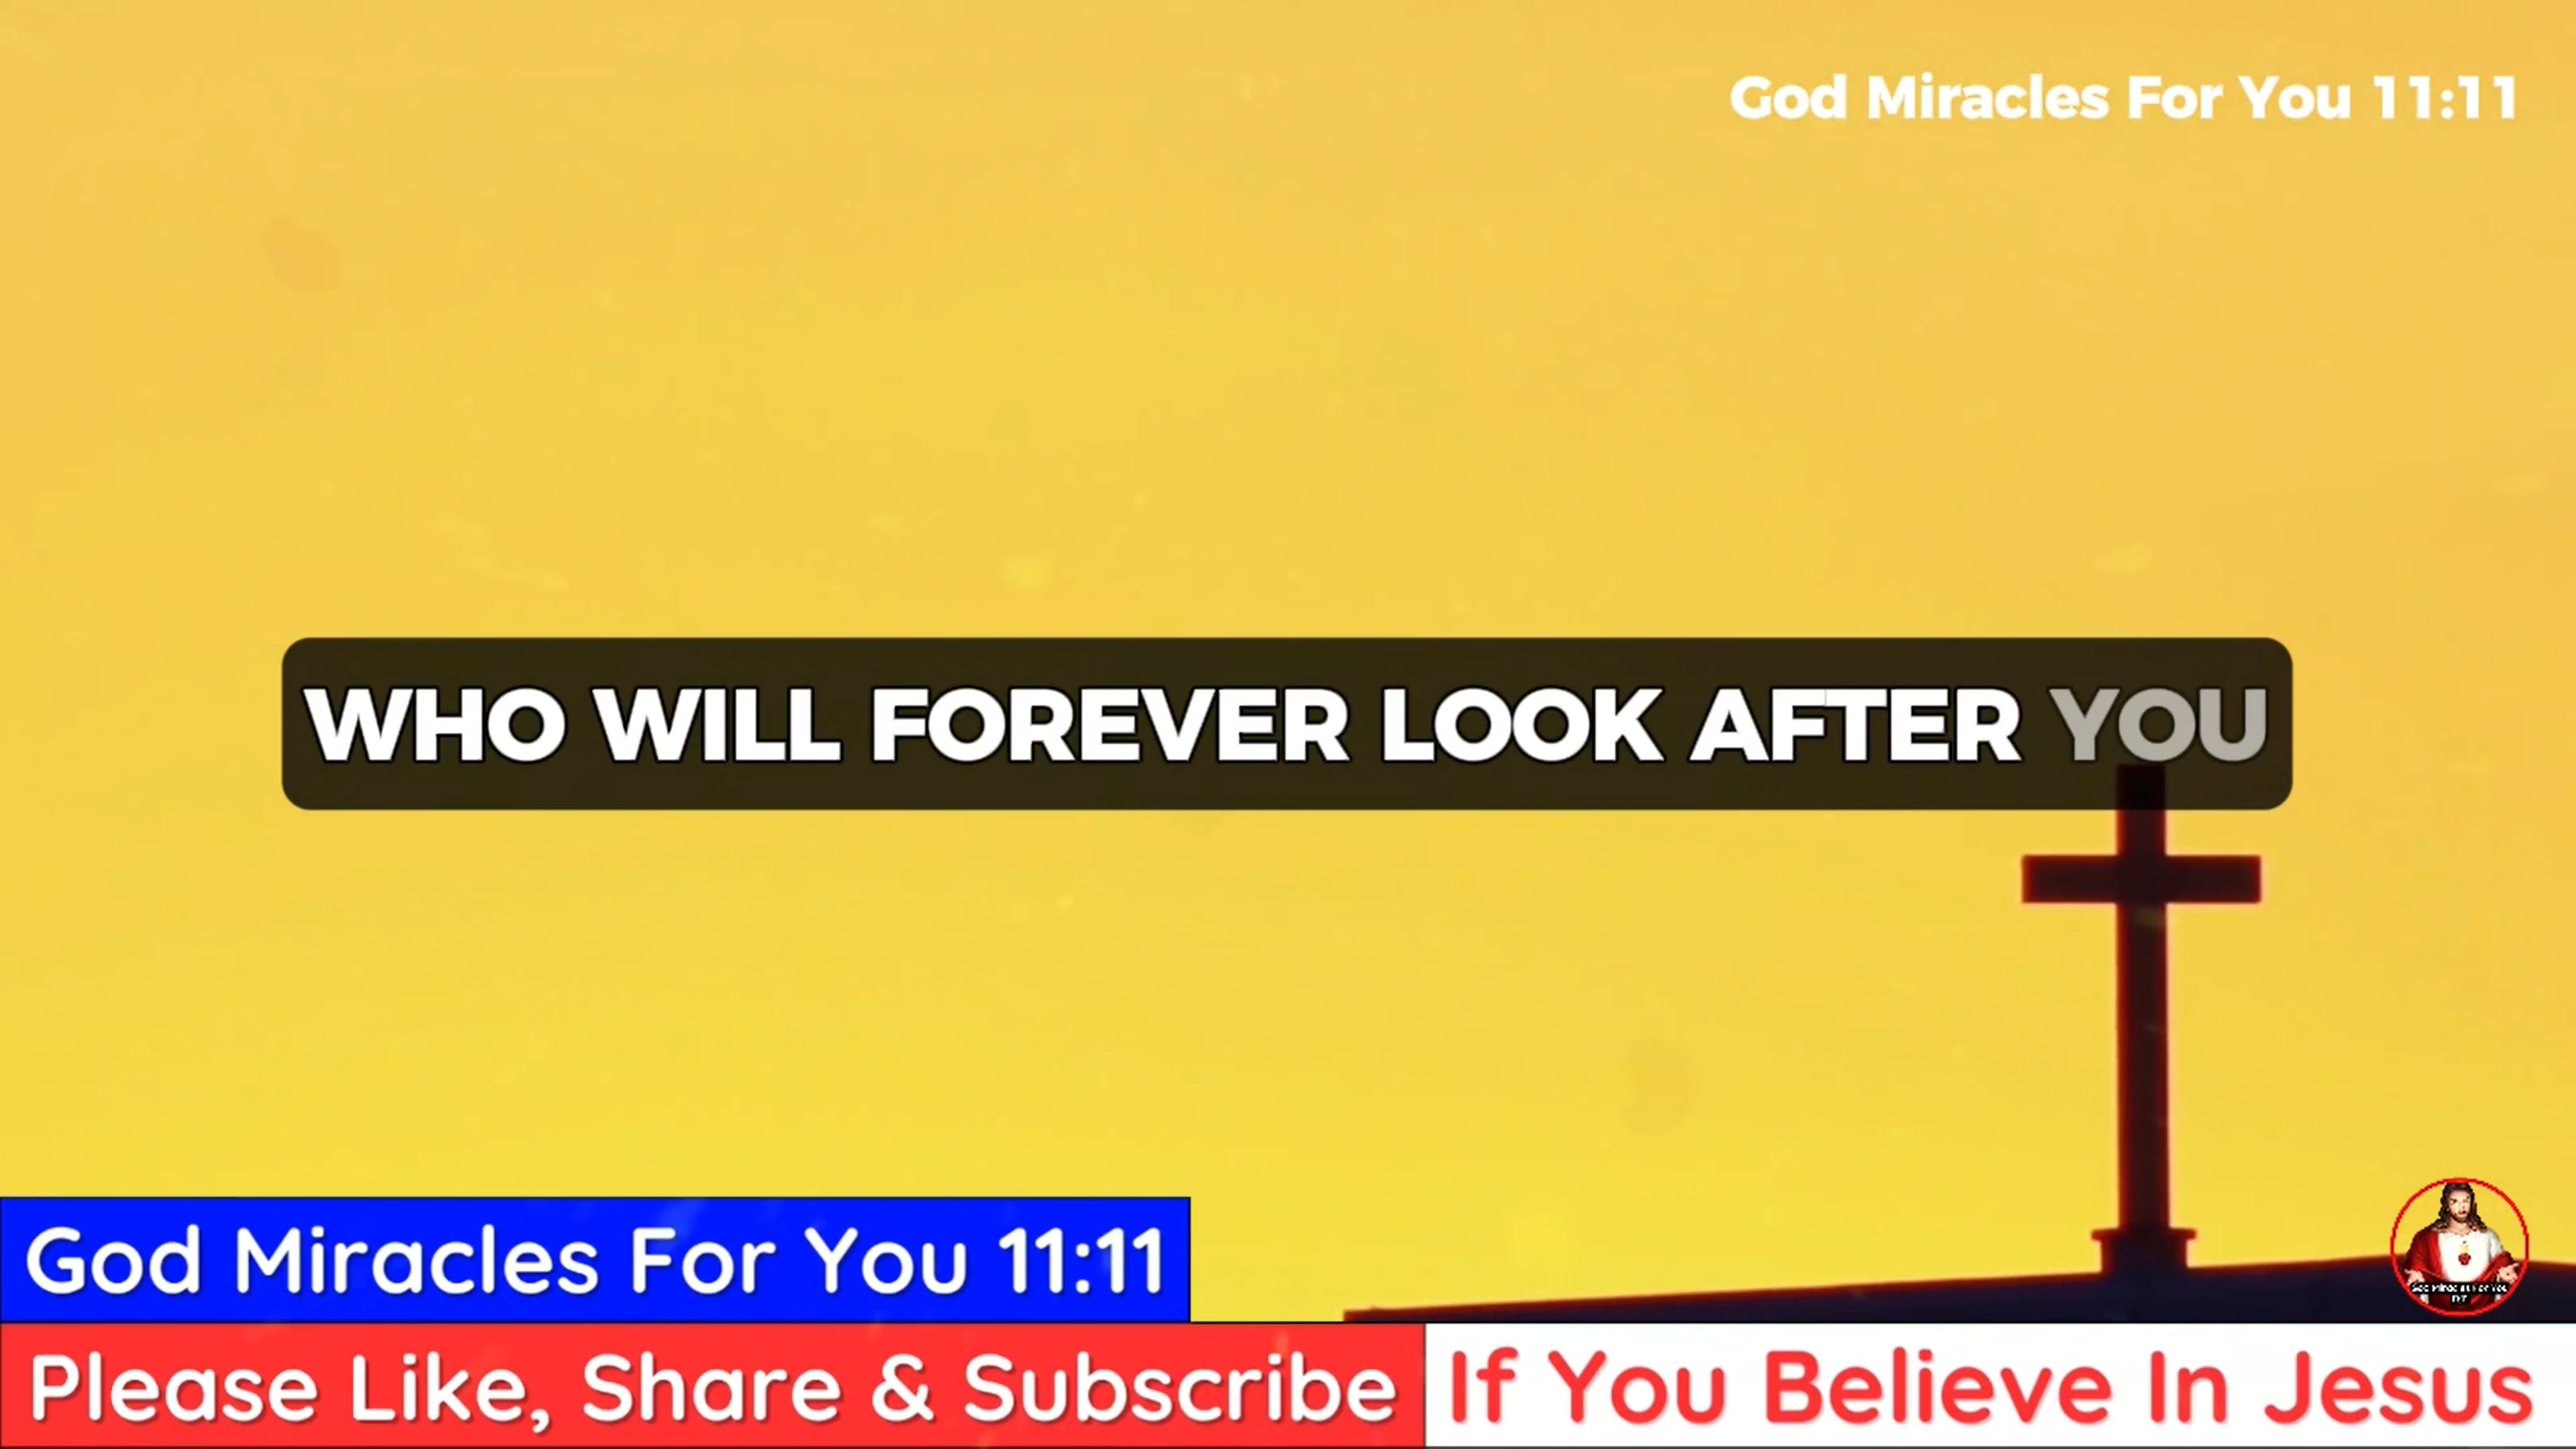 God Miracles For You 11:11
WHO WILL FOREVER LOOK AFTER YOU
God Miracles For You 11:11
Please Like, Share & Subscribe
If You Believe In Jesus